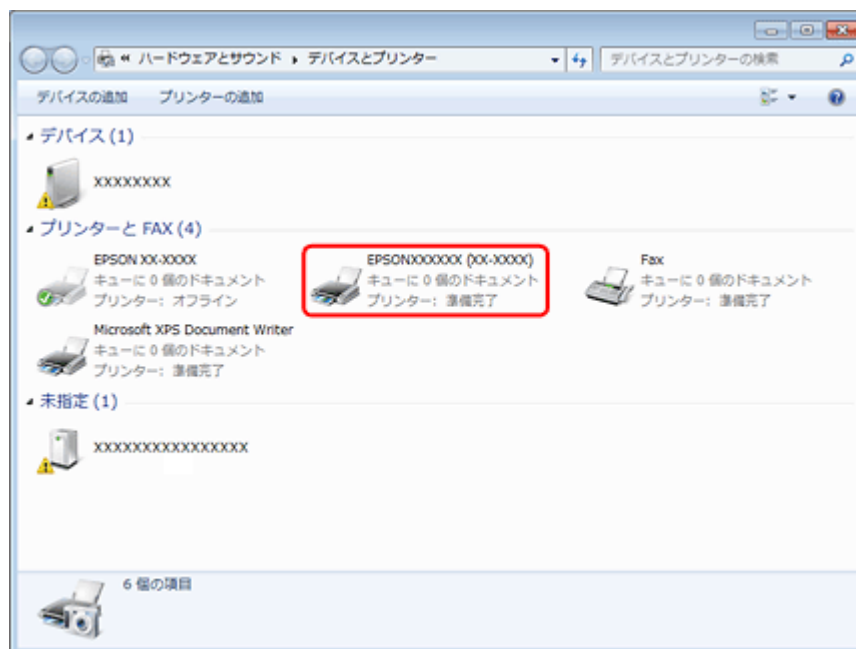 ハードウェアとサウンド デバイスとプリンター デバイスとプリンターの検索
デバイスの追加 プリンターの追加
デバイス (1)
XXXXXXXX
プリンターと FAX (4)
EPSON XX-XXXX
キューに 0 個のドキュメント
プリンター: オフライン
EPSONXXXXXX (XX-XXXX)
キューに 0 個のドキュメント
プリンター: 準備完了
Fax
キューに 0 個のドキュメント
プリンター: 準備完了
Microsoft XPS Document Writer
キューに 0 個のドキュメント
プリンター: 準備完了
未指定 (1)
XXXXXXXXXXXXXXXX
6 個の項目